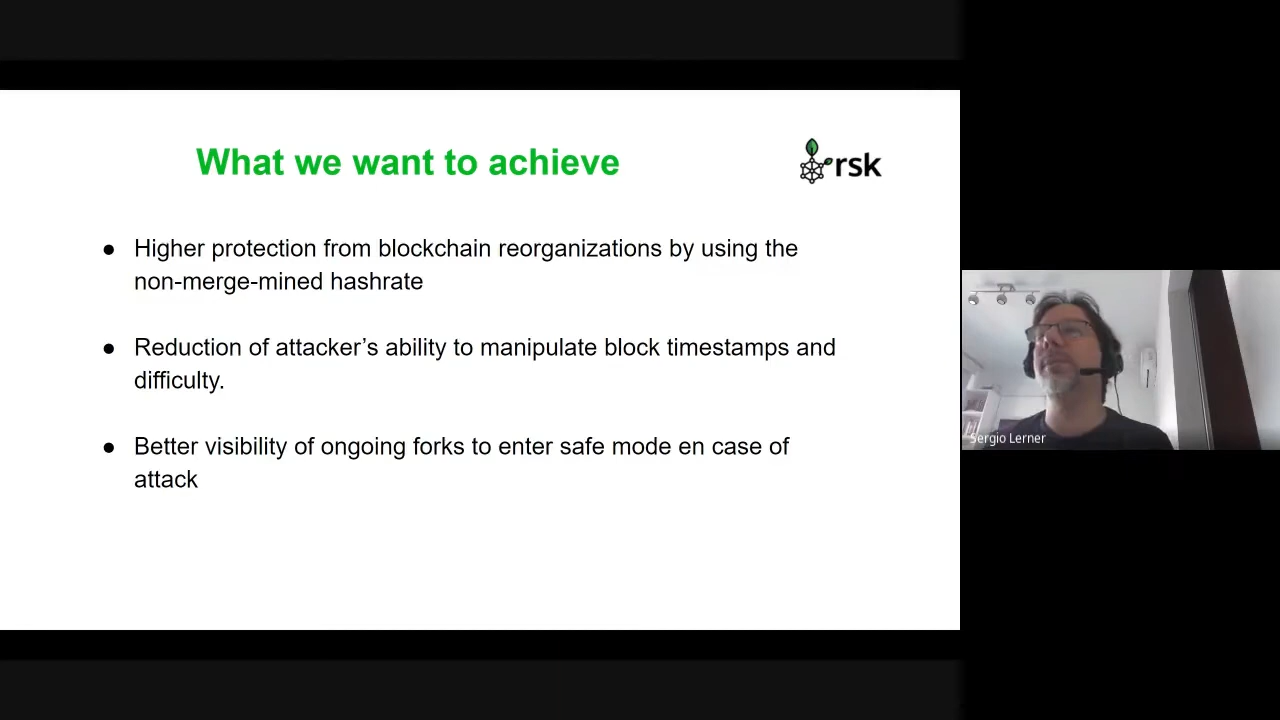 What we want to achieve
rsk
● Higher protection from blockchain reorganizations by using the
non-merge-mined hashrate
● Reduction of attacker’s ability to manipulate block timestamps and
difficulty.
● Better visibility of ongoing forks to enter safe mode en case of
attack
Sergio Lerner